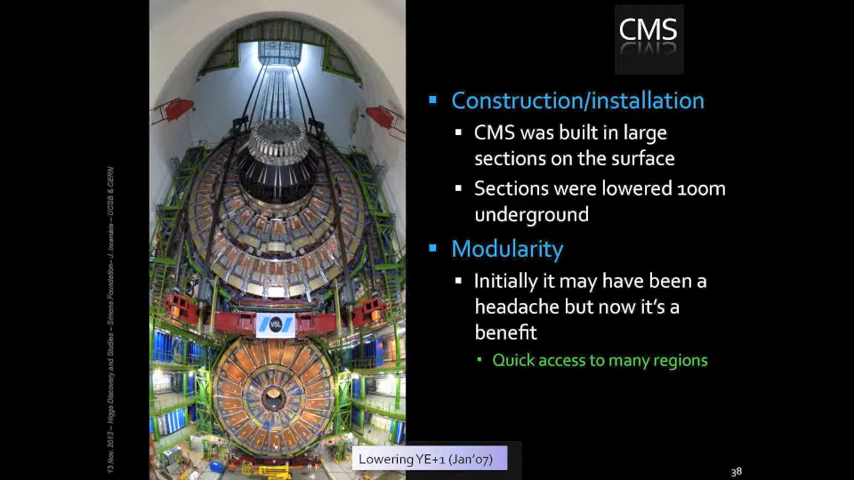 CMS
Construction/installation
CMS was built in large
sections on the surface
Sections were lowered 100m
underground
Modularity
Initially it may have been a
headache but now it's a
benefit
Quick access to many regions
VSL
Lowering YE+1 (Jan'07)
13 Nov. 2013 – Higgs Discovery and Studies – Simons Foundation– J. Incandela – UCSB & CERN
38